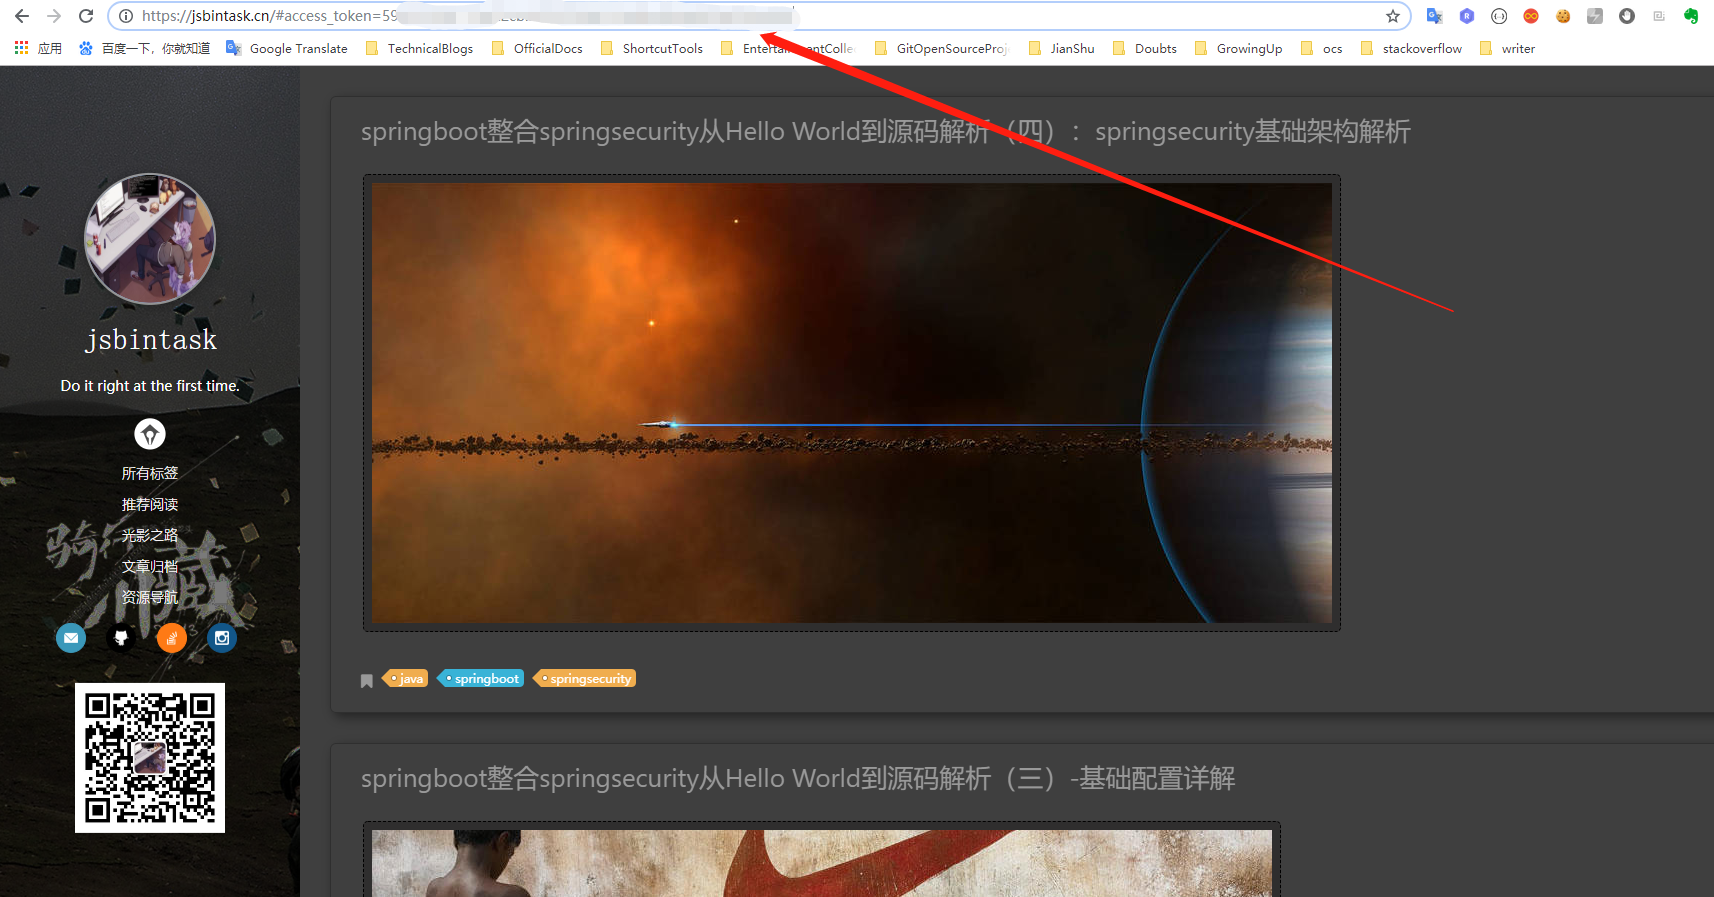 https://jsbintask.cn/#access_token=59
应用
百度一下，你就知道
Google Translate
TechnicalBlogs
OfficialDocs
ShortcutTools
EntertainmentColle
GitOpenSourceProj
JianShu
Doubts
GrowingUp
ocs
stackoverflow
writer
jsbintask
Do it right at the first time.
所有标签
推荐阅读
光影之路
文章归档
资源导航
骑行
藏
springboot整合springsecurity从Hello World到源码解析（四）：springsecurity基础架构解析
java
springboot
springsecurity
springboot整合springsecurity从Hello World到源码解析（三）-基础配置详解